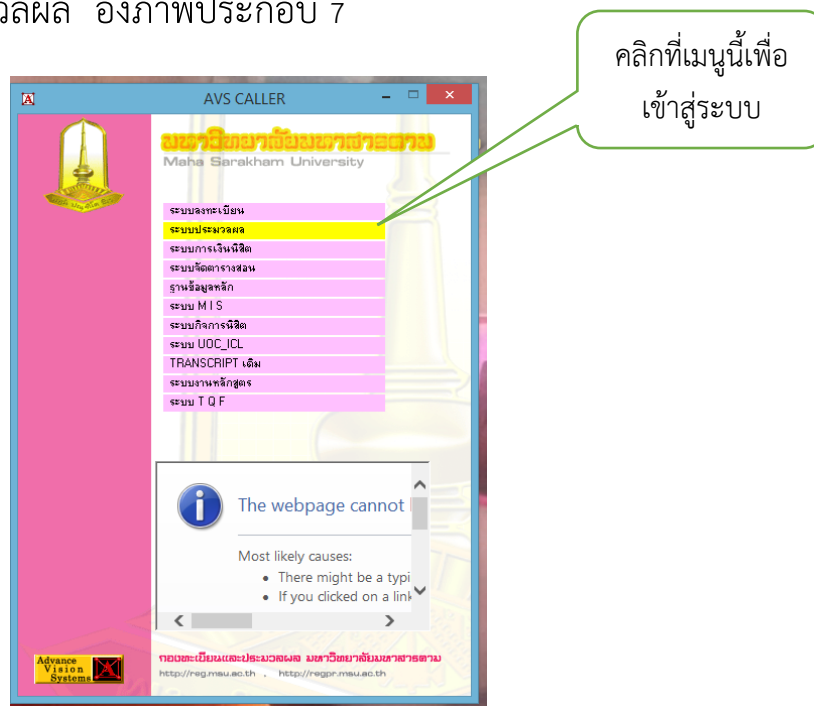 วลผล องภาพประกอบ 7
คลิกที่เมนูนี้เพื่อ
เข้าสู่ระบบ
AVS CALLER
มหาวิทยาลัยมหาสารคาม
Maha Sarakham University
ระบบลงทะเบียน
ระบบประมวลผล
ระบบการเงินนิสิต
ระบบจัดตารางสอน
ฐานข้อมูลหลัก
ระบบ M I S
ระบบกิจการนิสิต
ระบบ UOC_ICL
TRANSCRIPT เดิม
ระบบงานหลักสูตร
ระบบ T Q F
The webpage cannot
Most likely causes:
• There might be a typi
• If you clicked on a link
Advance
Vision
Systems
กองทะเบียนและประมวลผล มหาวิทยาลัยมหาสารคาม
http://reg.msu.ac.th , http://regpr.msu.ac.th